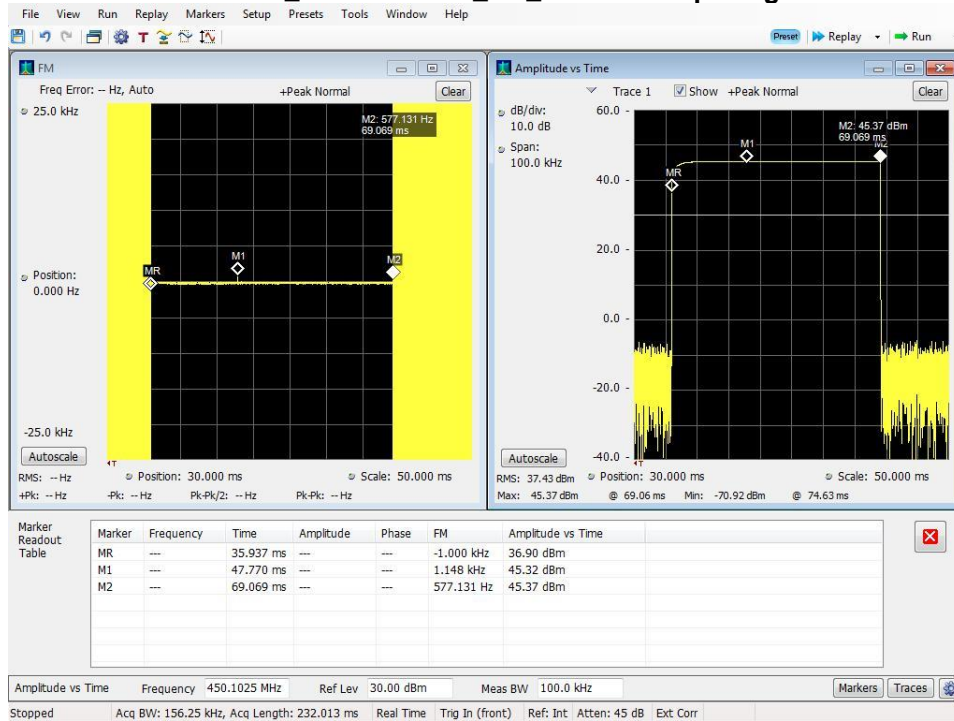 File View Run Replay Markers Setup Presets Tools Window Help
Preset Replay Run
FM
Freq Error: -- Hz, Auto +Peak Normal Clear
25.0 kHz
M2: 577.131 Hz
69.069 ms
MR
M1
M2
Position:
0.000 Hz
-25.0 kHz
Autoscale
Position: 30.000 ms Scale: 50.000 ms
RMS: -- Hz
+Pk: -- Hz -Pk: -- Hz Pk-Pk/2: -- Hz Pk-Pk: -- Hz
Amplitude vs Time
Trace 1 Show +Peak Normal Clear
dB/div:
10.0 dB
Span:
100.0 kHz
60.0 -
40.0 -
20.0 -
0.0 -
-20.0 -
-40.0 -
M2: 45.37 dBm
69.069 ms
MR
M1
M2
Autoscale
Position: 30.000 ms Scale: 50.000 ms
RMS: 37.43 dBm
Max: 45.37 dBm @ 69.06 ms Min: -70.92 dBm @ 74.63 ms
Marker Readout Table
Marker Frequency Time Amplitude Phase FM Amplitude vs Time
MR --- 35.937 ms --- --- -1.000 kHz 36.90 dBm
M1 --- 47.770 ms --- --- 1.148 kHz 45.32 dBm
M2 --- 69.069 ms --- --- 577.131 Hz 45.37 dBm
Amplitude vs Time Frequency 450.1025 MHz Ref Lev 30.00 dBm Meas BW 100.0 kHz Markers Traces
Stopped Acq BW: 156.25 kHz, Acq Length: 232.013 ms Real Time Trig In (front) Ref: Int Atten: 45 dB Ext Corr